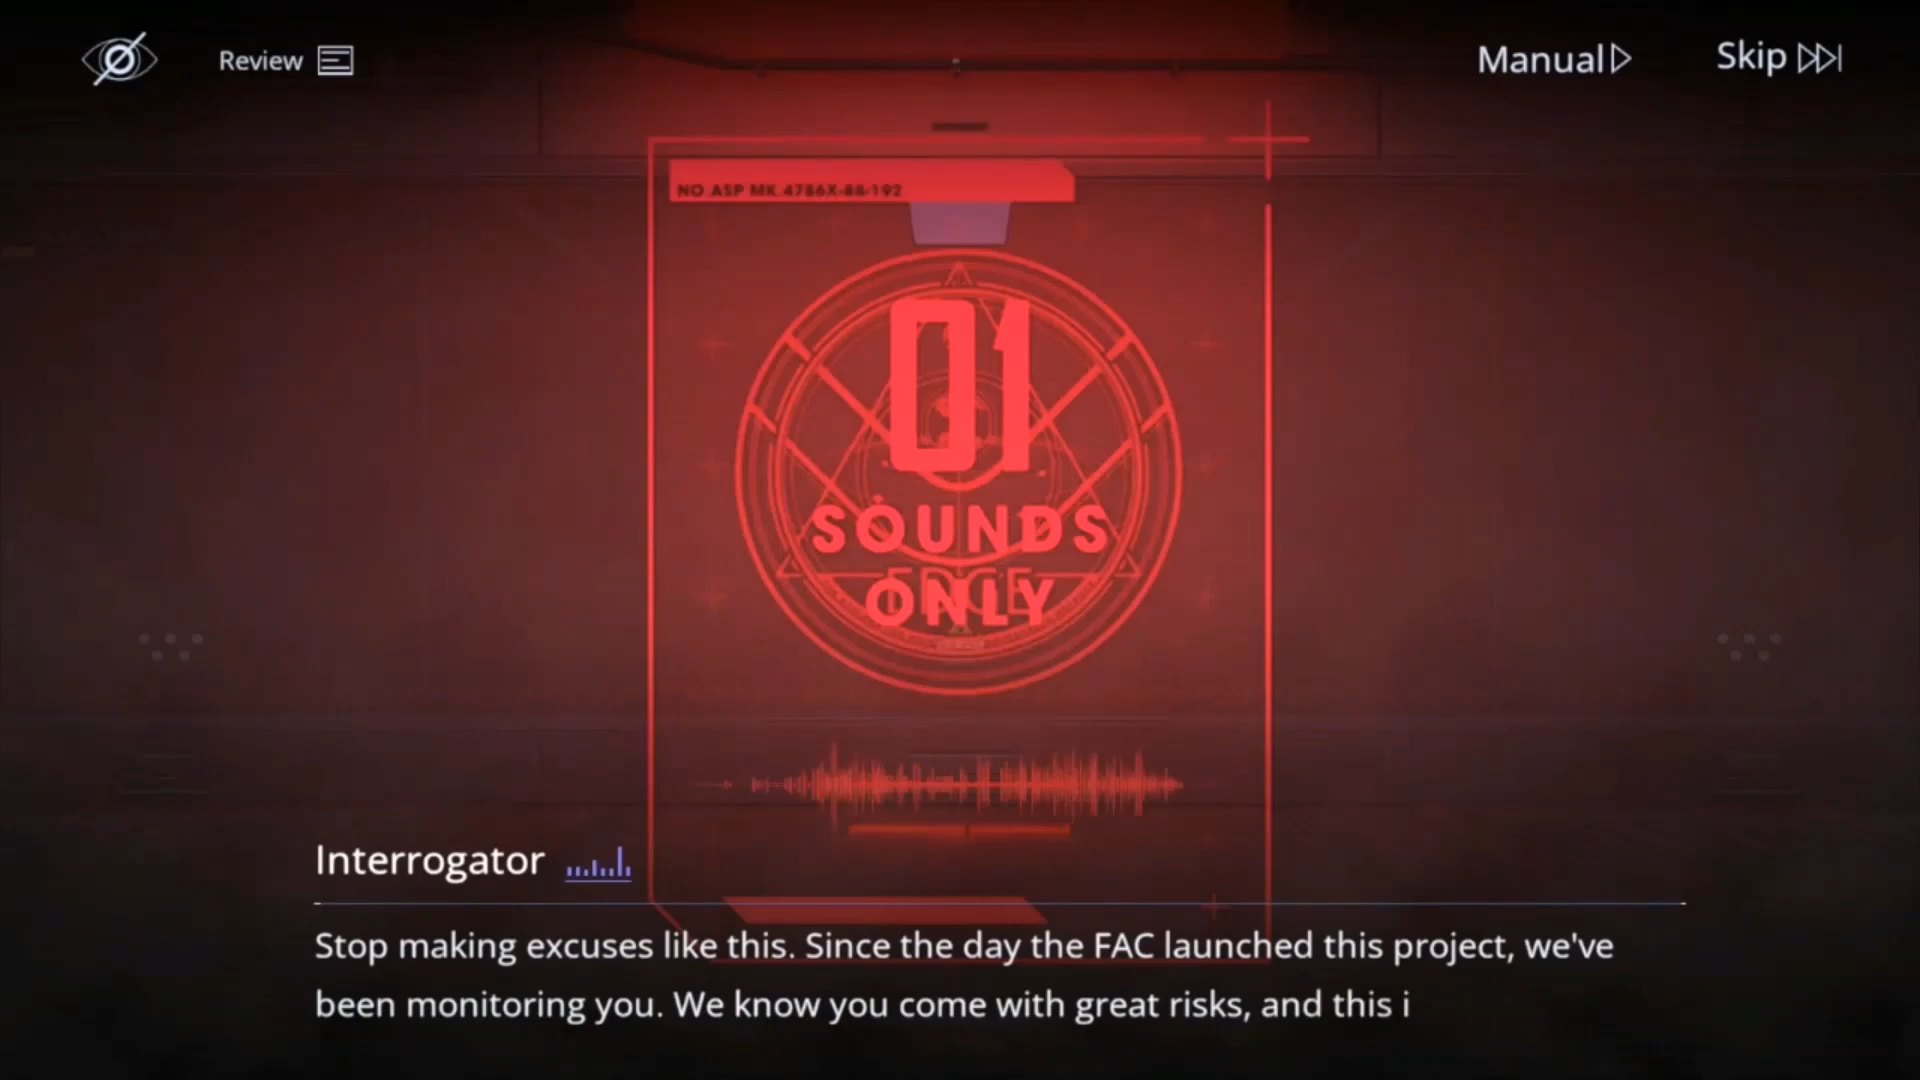 Review
Manual
Skip
NO ASP MK 4786X-88-192
01
SOUNDS
ONLY
EDGE
Interrogator
Stop making excuses like this. Since the day the FAC launched this project, we've
been monitoring you. We know you come with great risks, and this i